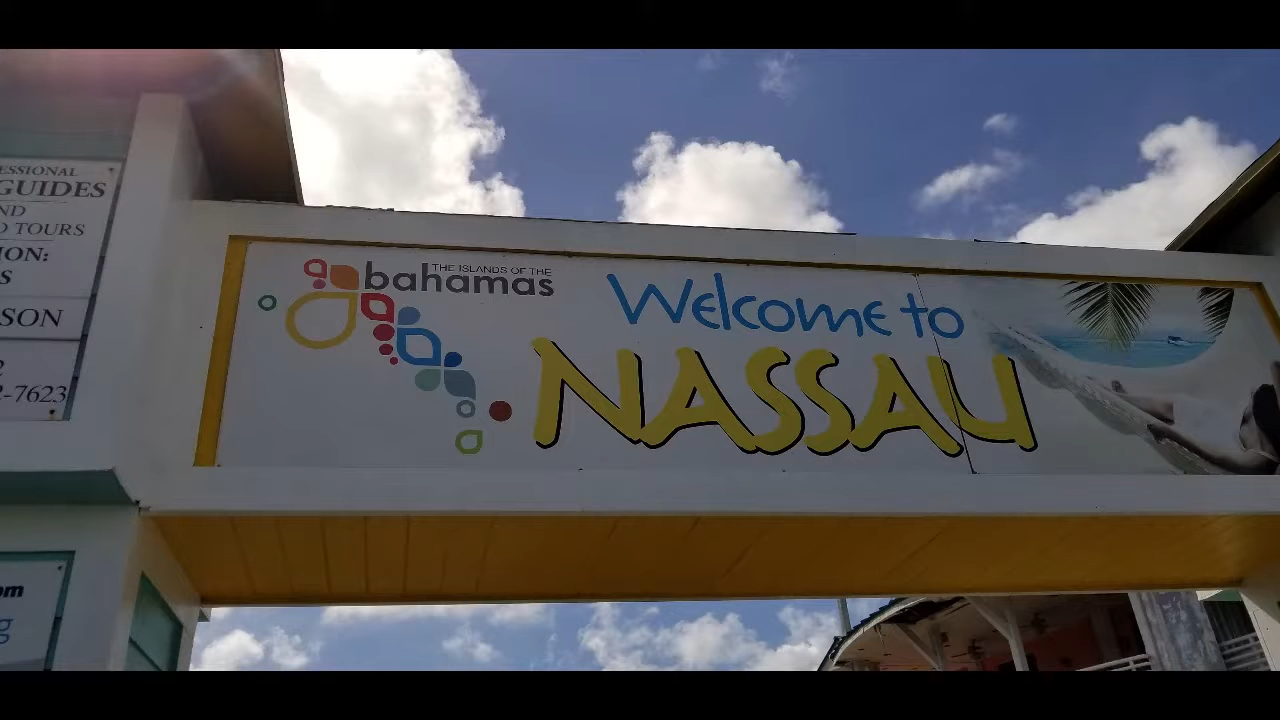 GUIDES
TOURS
SON
-7623
THE ISLANDS OF THE
bahamas
Welcome to
NASSAU